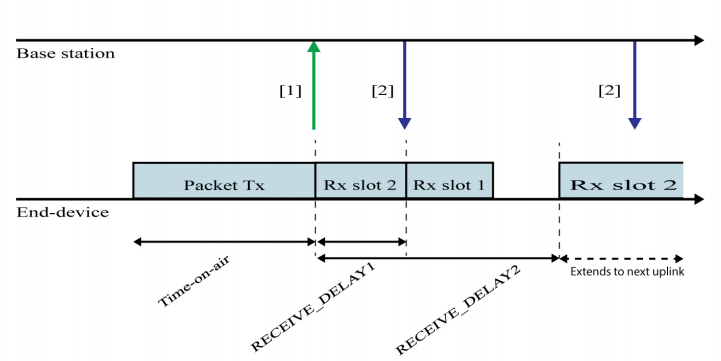 Base station
[1]
[2]
[2]
Packet Tx
Rx slot 2
Rx slot 1
Rx slot 2
End-device
Time-on-air
RECEIVE_DELAY1
RECEIVE_DELAY2
Extends to next uplink